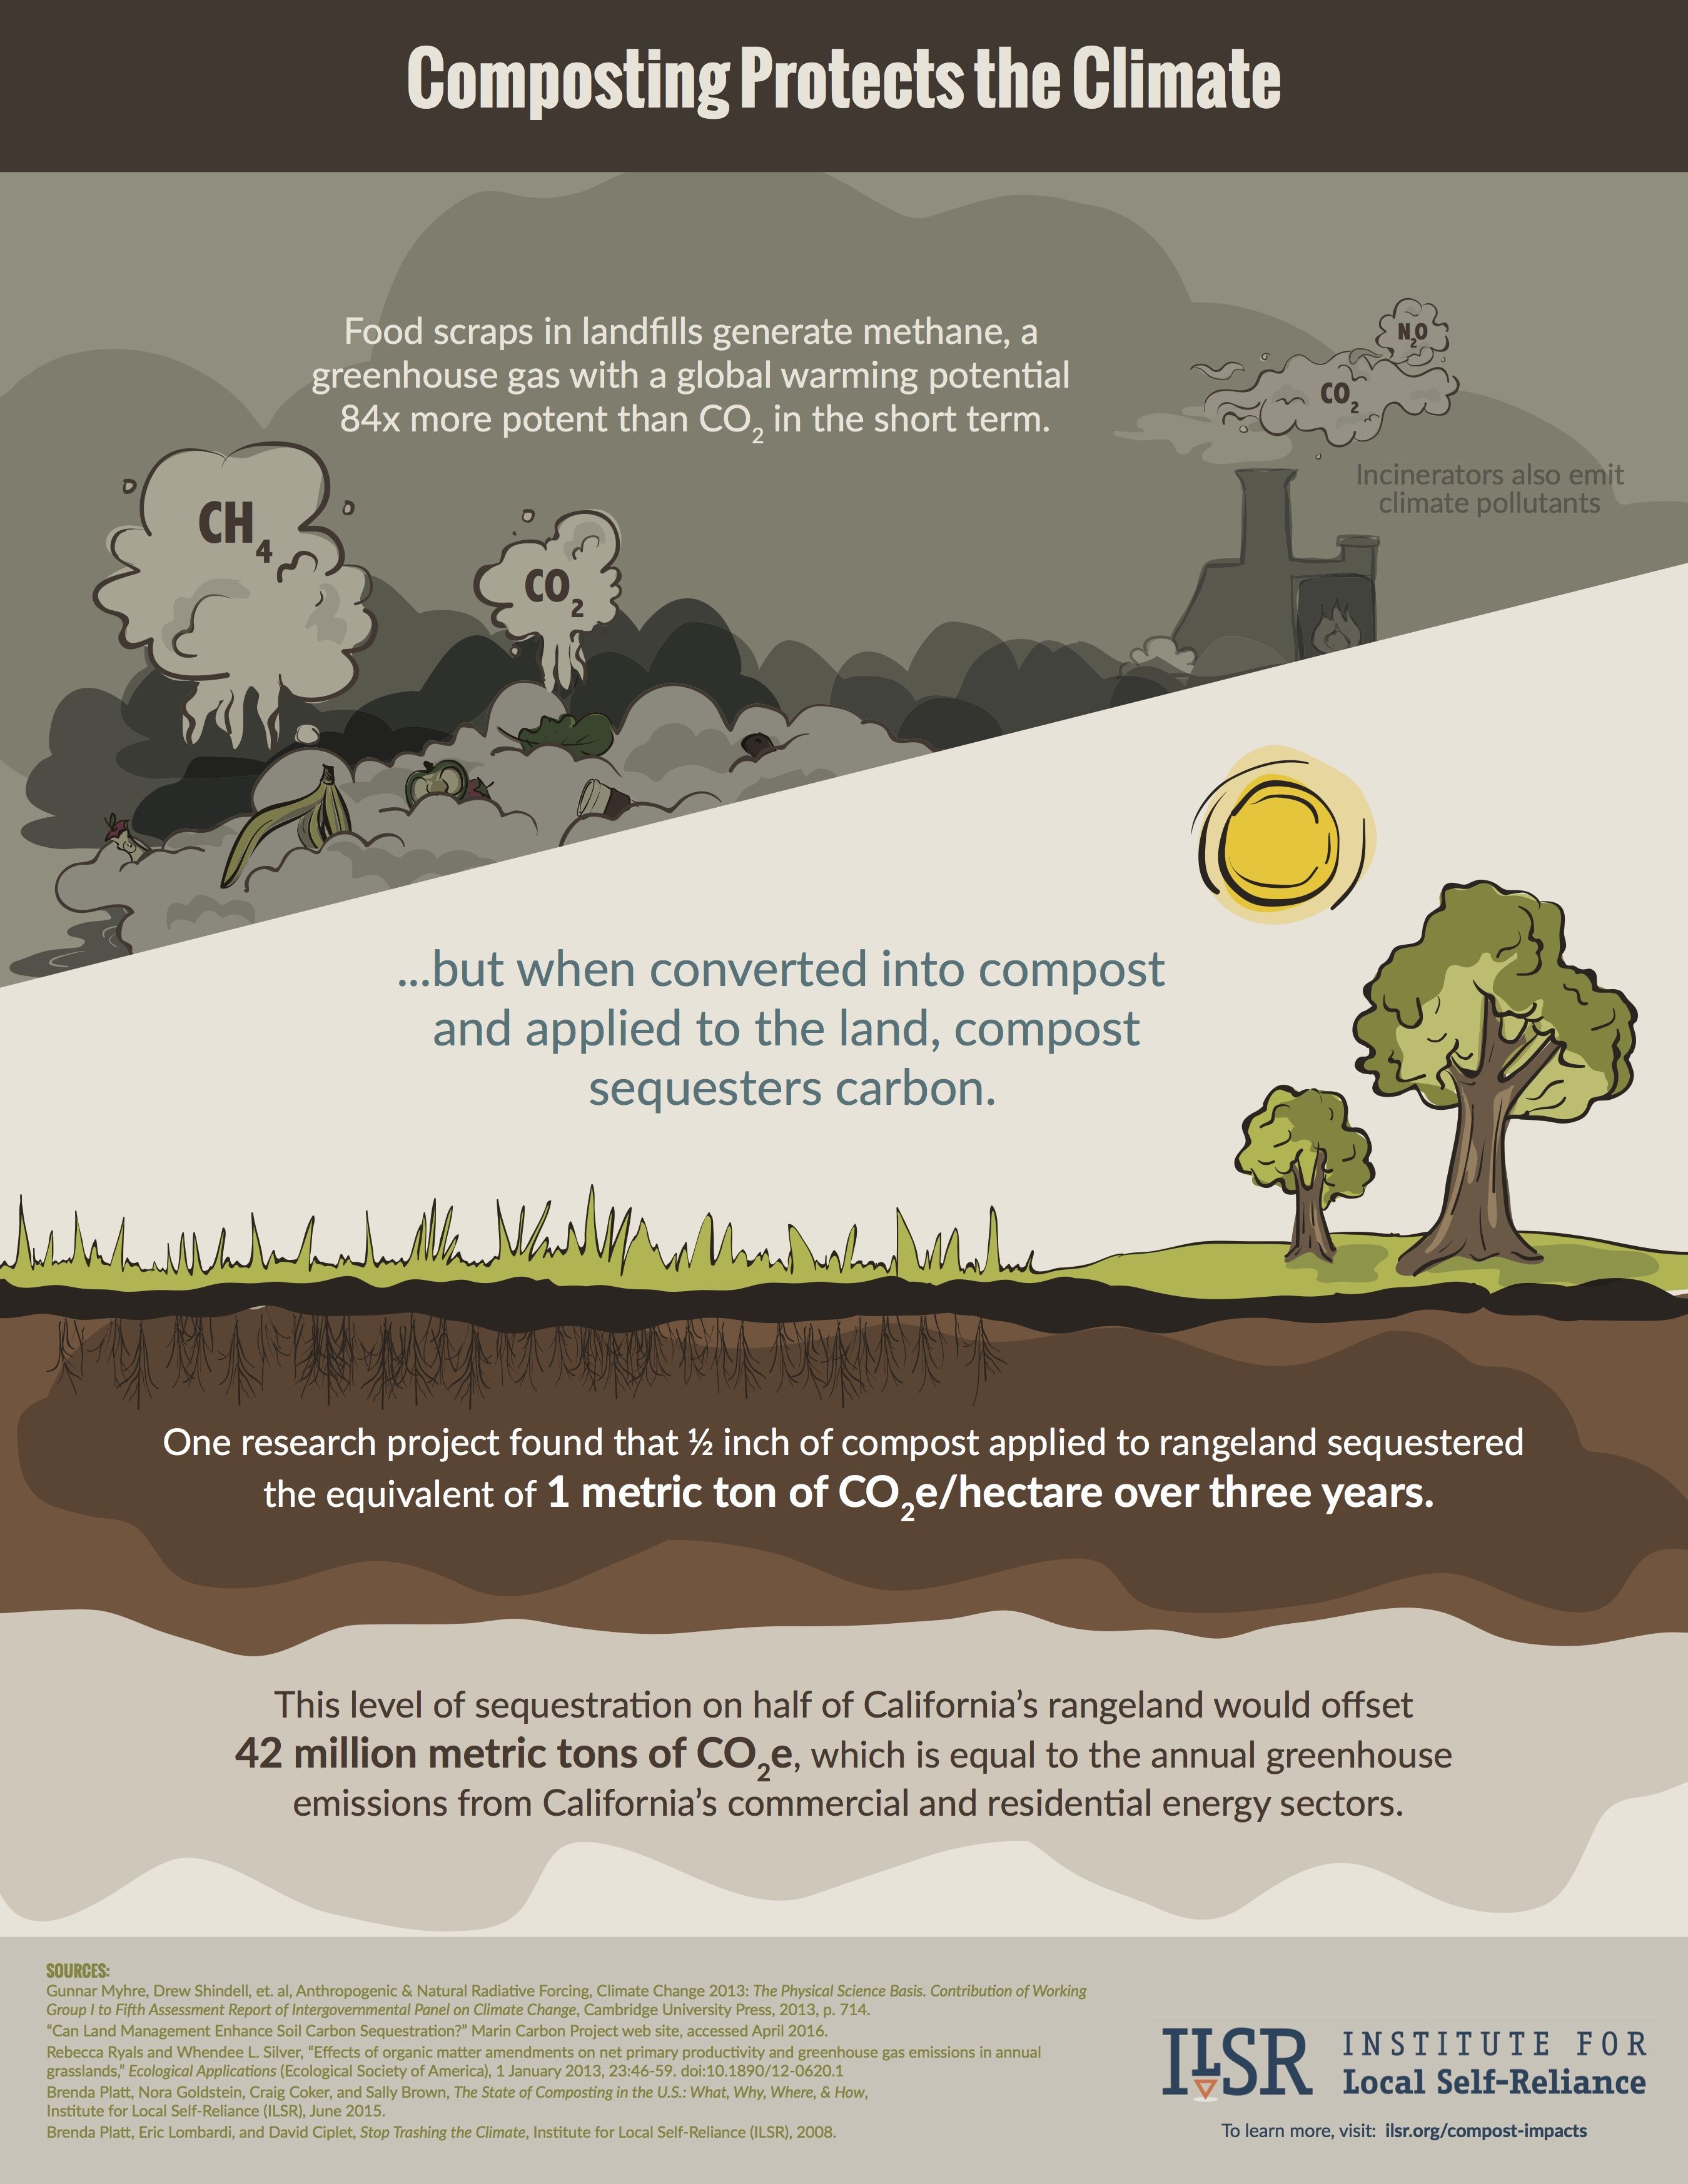 Composting Protects the Climate
Food scraps in landfills generate methane, a
greenhouse gas with a global warming potential
84x more potent than CO₂ in the short term.
N₂O
CO₂
Incinerators also emit
climate pollutants
CH₄
CO₂
...but when converted into compost
and applied to the land, compost
sequesters carbon.
One research project found that ½ inch of compost applied to rangeland sequestered
the equivalent of 1 metric ton of CO₂e/hectare over three years.
This level of sequestration on half of California’s rangeland would offset
42 million metric tons of CO₂e, which is equal to the annual greenhouse
emissions from California’s commercial and residential energy sectors.
SOURCES:
Gunnar Myhre, Drew Shindell, et. al, Anthropogenic & Natural Radiative Forcing, Climate Change 2013: The Physical Science Basis. Contribution of Working
Group I to Fifth Assessment Report of Intergovernmental Panel on Climate Change, Cambridge University Press, 2013, p. 714.
“Can Land Management Enhance Soil Carbon Sequestration?” Marin Carbon Project web site, accessed April 2016.
Rebecca Ryals and Whendee L. Silver, “Effects of organic matter amendments on net primary productivity and greenhouse gas emissions in annual
grasslands,” Ecological Applications (Ecological Society of America), 1 January 2013, 23:46-59. doi:10.1890/12-0620.1
Brenda Platt, Nora Goldstein, Craig Coker, and Sally Brown, The State of Composting in the U.S.: What, Why, Where, & How,
Institute for Local Self-Reliance (ILSR), June 2015.
Brenda Platt, Eric Lombardi, and David Ciplet, Stop Trashing the Climate, Institute for Local Self-Reliance (ILSR), 2008.
ILSR
INSTITUTE FOR
Local Self-Reliance
To learn more, visit: ilsr.org/compost-impacts